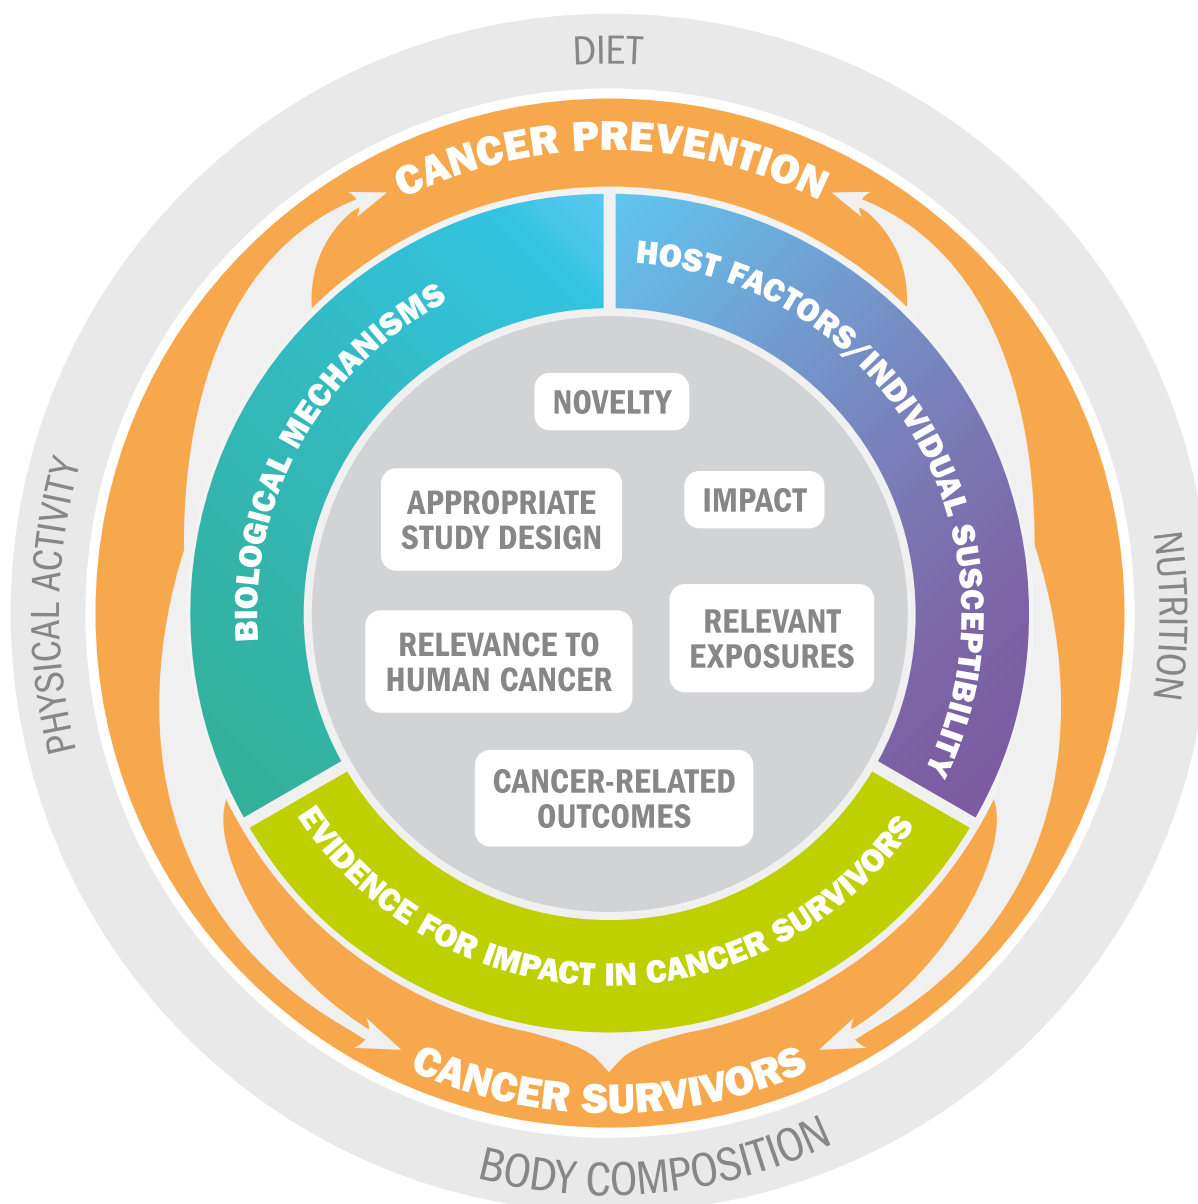 DIET
CANCER PREVENTION
BIOLOGICAL MECHANISMS
HOST FACTORS/INDIVIDUAL SUSCEPTIBILITY
NOVELTY
APPROPRIATE
STUDY DESIGN
IMPACT
RELEVANCE TO
HUMAN CANCER
RELEVANT
EXPOSURES
CANCER-RELATED
OUTCOMES
PHYSICAL ACTIVITY
NUTRITION
EVIDENCE FOR IMPACT IN CANCER SURVIVORS
CANCER SURVIVORS
BODY COMPOSITION